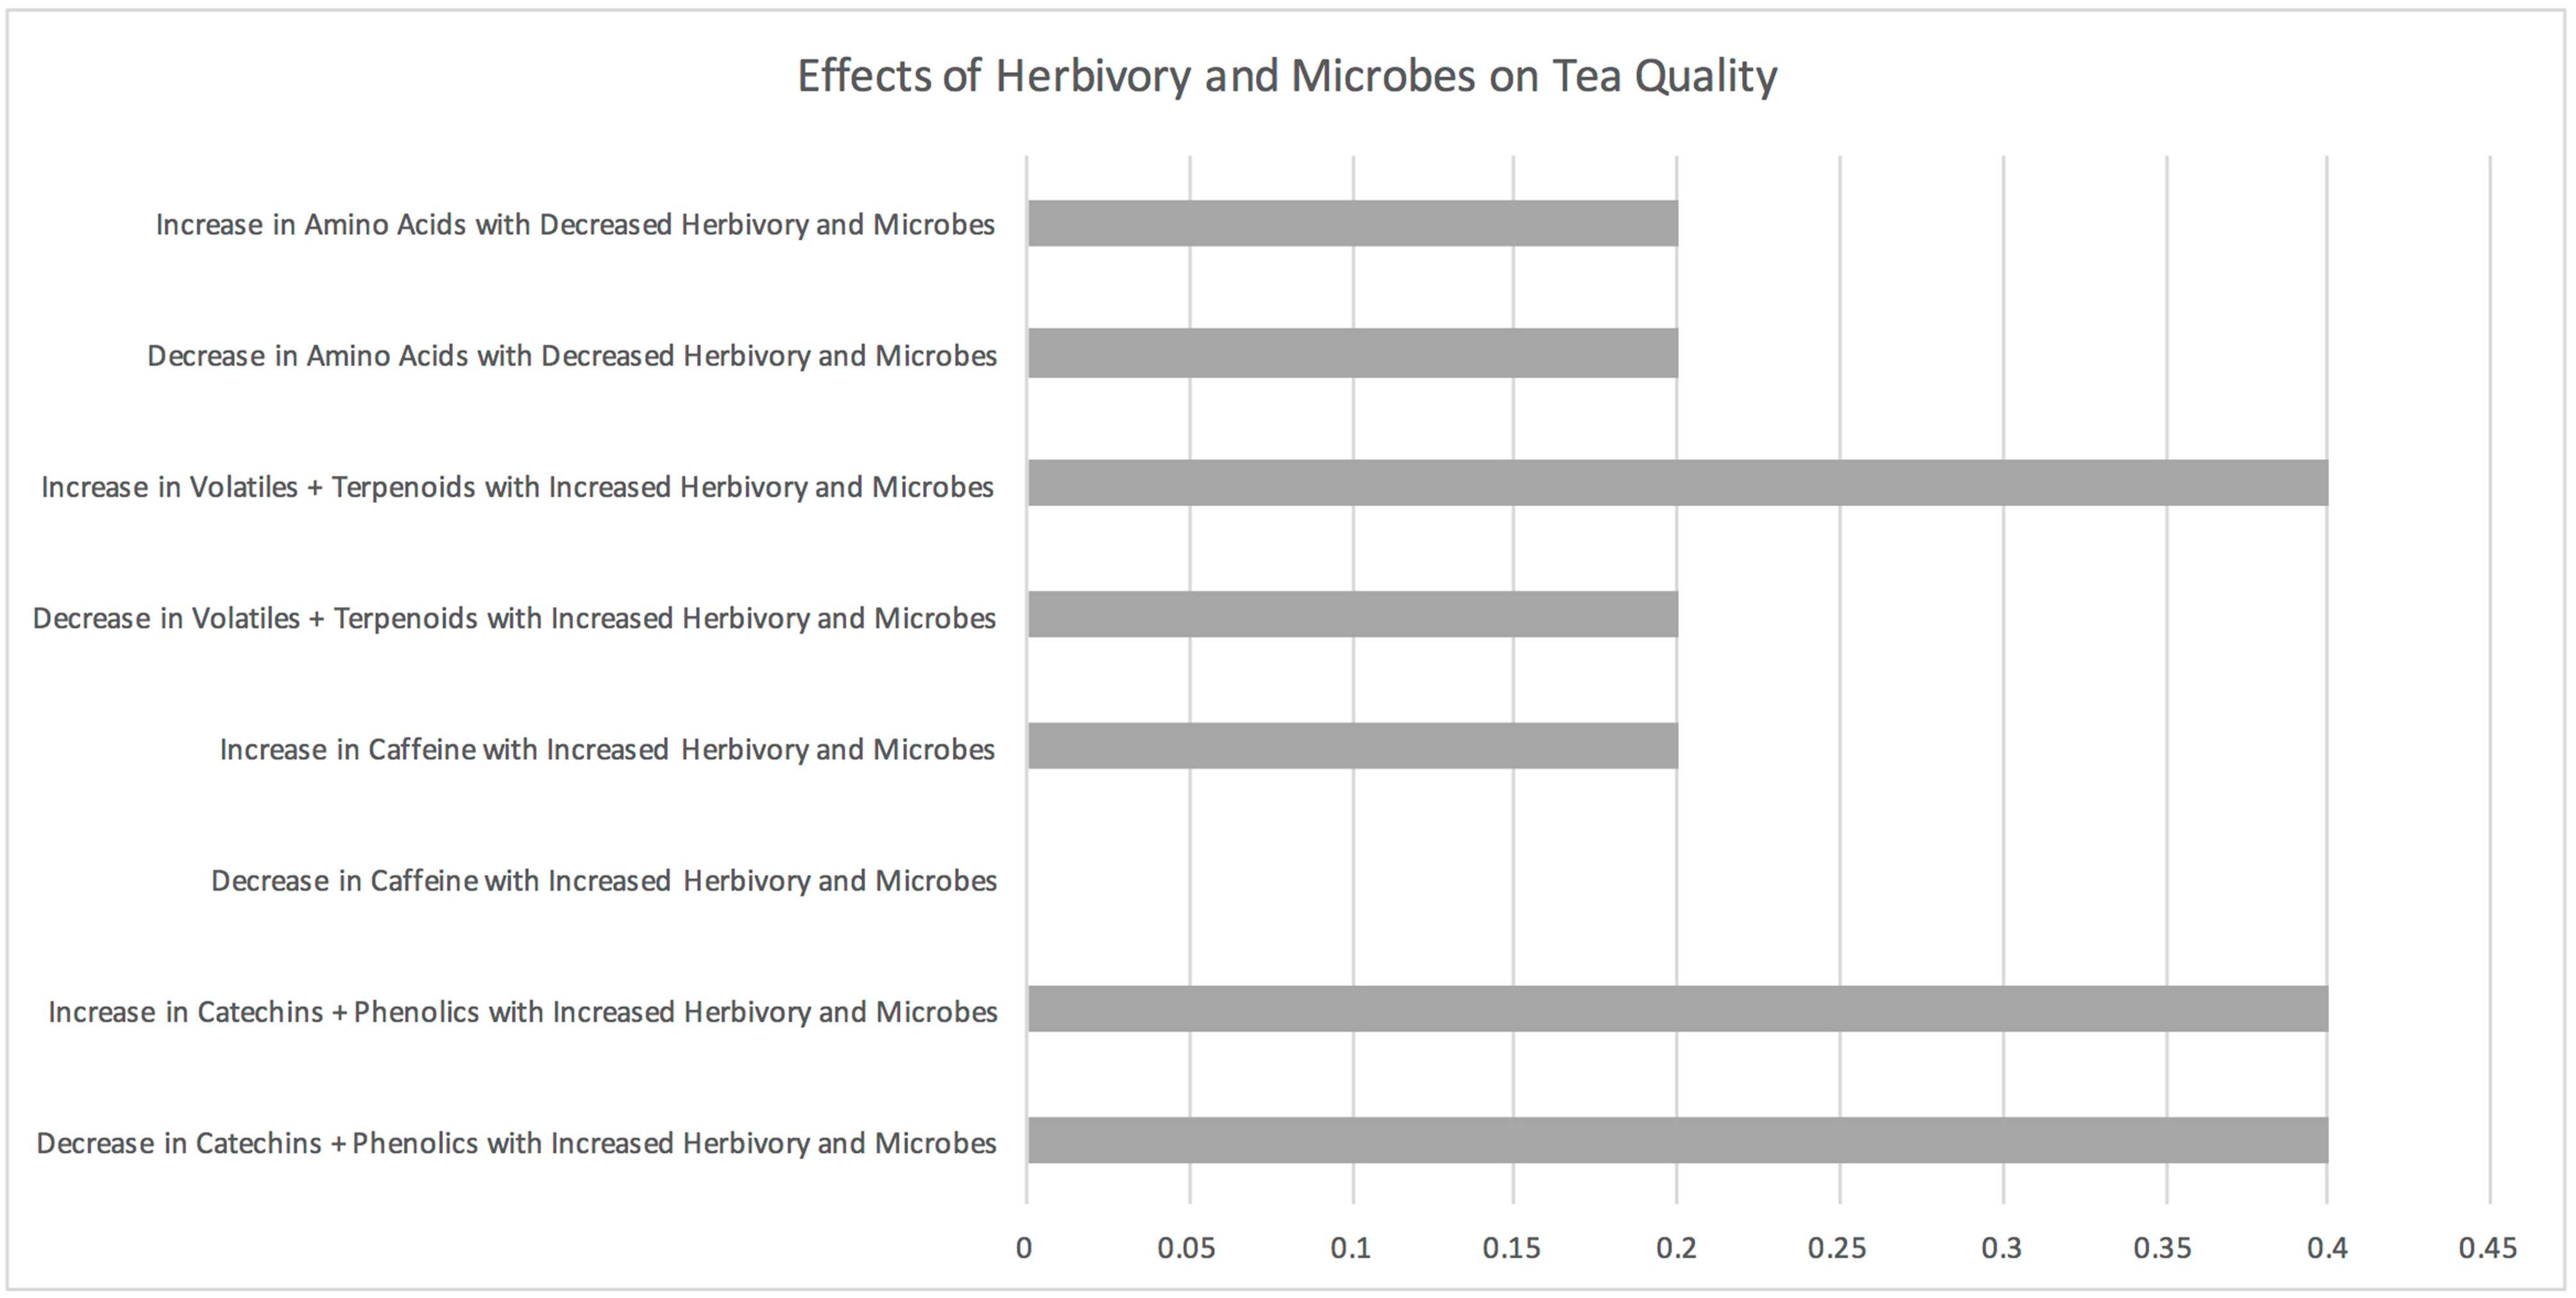 Effects of Herbivory and Microbes on Tea Quality
Increase in Amino Acids with Decreased Herbivory and Microbes
Decrease in Amino Acids with Decreased Herbivory and Microbes
Increase in Volatiles + Terpenoids with Increased Herbivory and Microbes
Decrease in Volatiles + Terpenoids with Increased Herbivory and Microbes
Increase in Caffeine with Increased Herbivory and Microbes
Decrease in Caffeine with Increased Herbivory and Microbes
Increase in Catechins + Phenolics with Increased Herbivory and Microbes
Decrease in Catechins + Phenolics with Increased Herbivory and Microbes
0 0.05 0.1 0.15 0.2 0.25 0.3 0.35 0.4 0.45